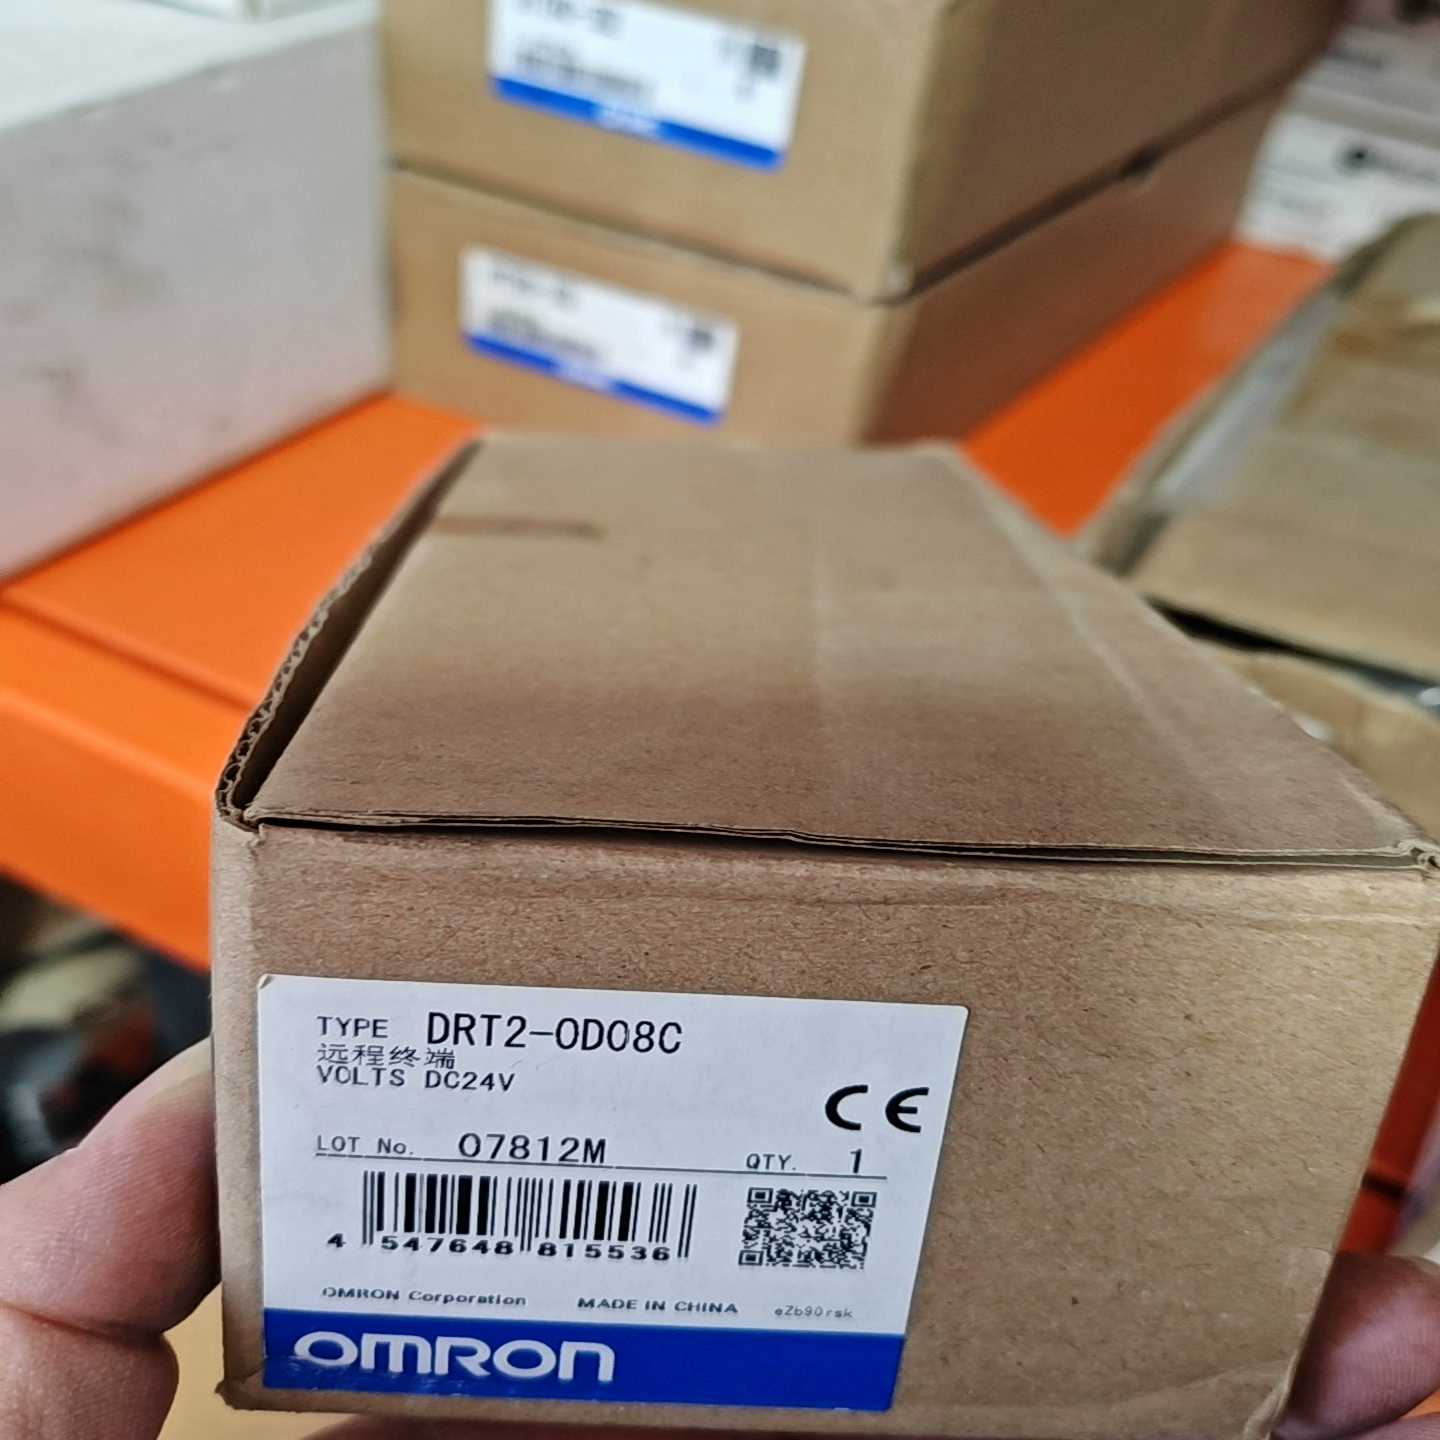 TYPE DRT2-OD08C
远程终端
VOLTS DC24V
CE
LOT No. 07812M
QTY. 1
4 547648 815536
OMRON Corporation MADE IN CHINA eZb90rsk
OMRON